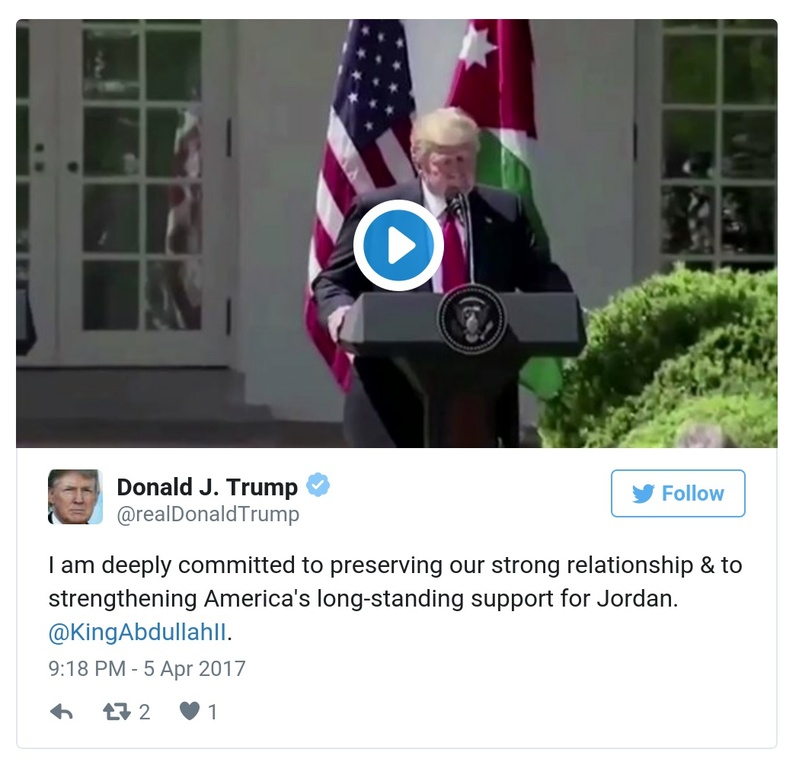 Donald J. Trump
Follow
@realDonaldTrump
I am deeply committed to preserving our strong relationship & to
strengthening America's long-standing support for Jordan.
@KingAbdullahII.
9:18 PM - 5 Apr 2017
2 1